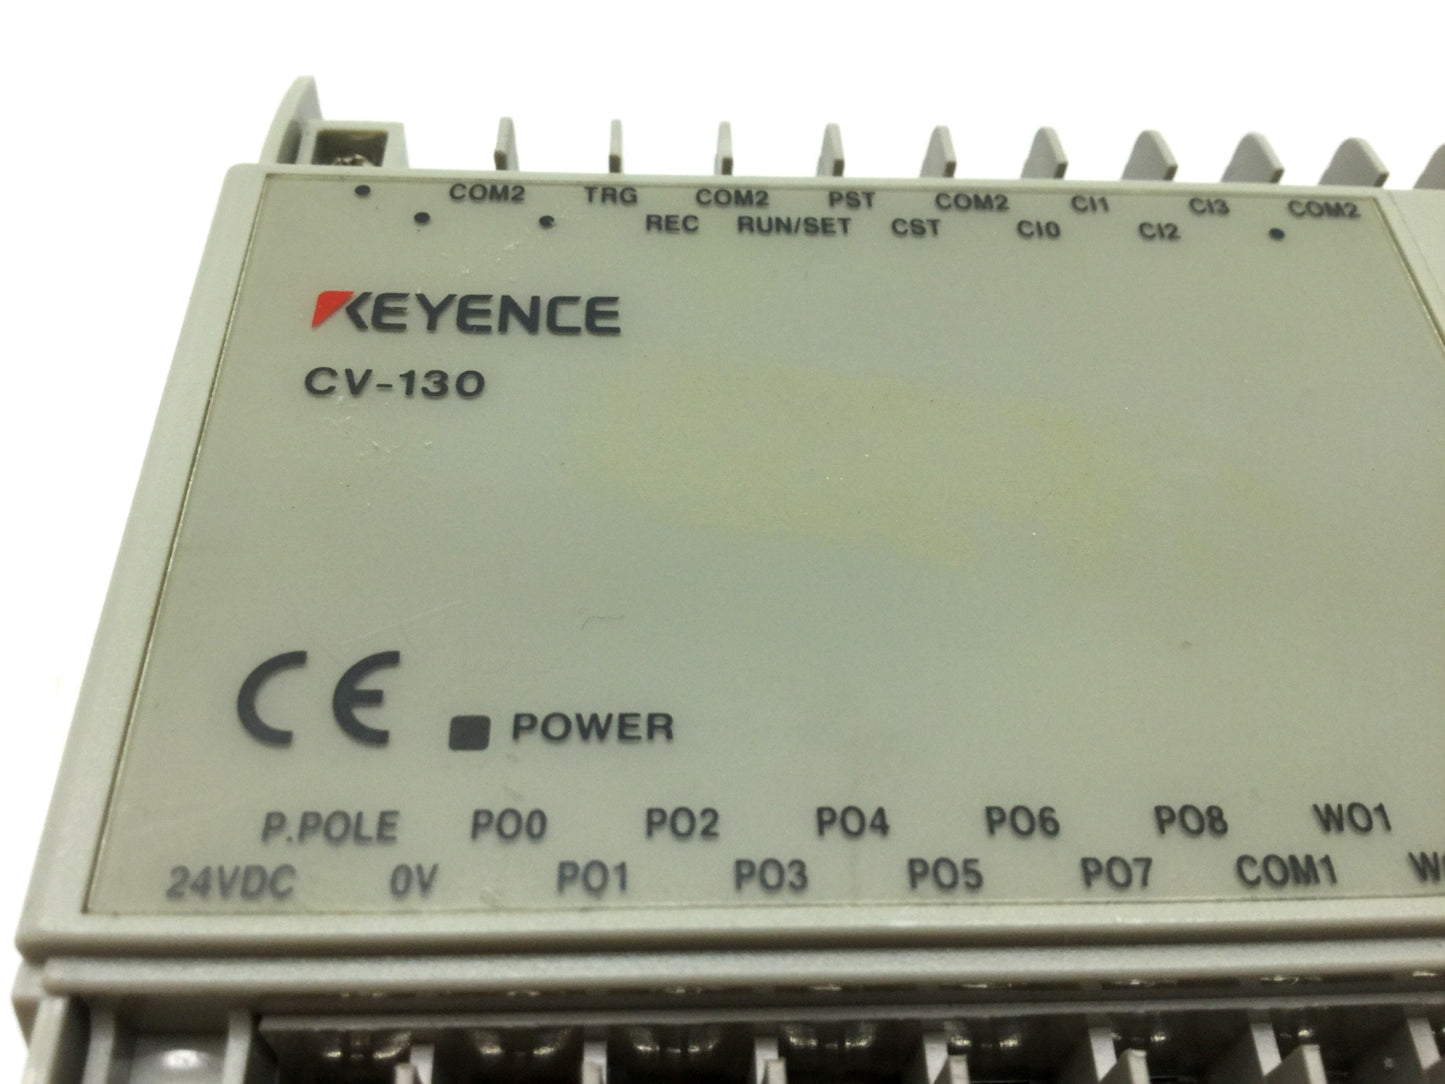 COM2 TRG COM2 PST COM2 CI1 CI3 COM2
REC RUN/SET CST CI0 CI2
KEYENCE
CV-130
CE
POWER
P.POLE PO0 PO2 PO4 PO6 PO8 WO1
24VDC 0V PO1 PO3 PO5 PO7 COM1